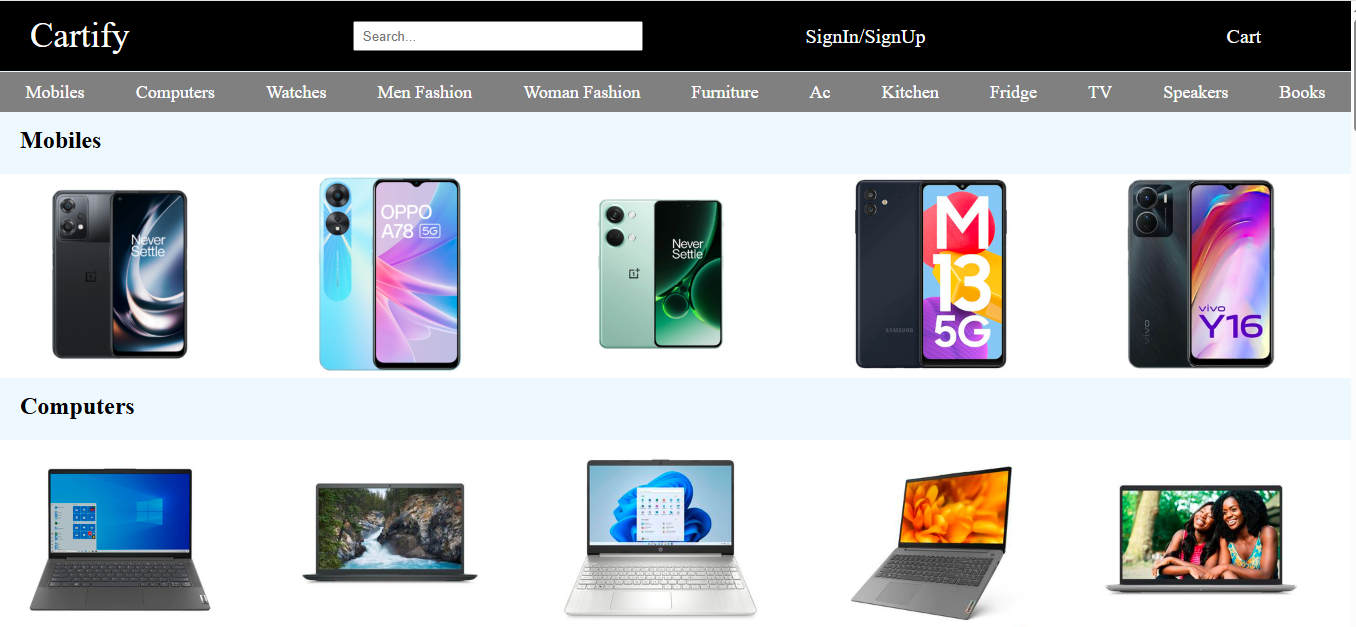 Cartify
Search...
SignIn/SignUp
Cart
Mobiles Computers Watches Men Fashion Woman Fashion Furniture Ac Kitchen Fridge TV Speakers Books
Mobiles
Never
Settle
OPPO
A78 5G
Never
Settle
SAMSUNG
M
13
5G
vivo
Y16
Computers